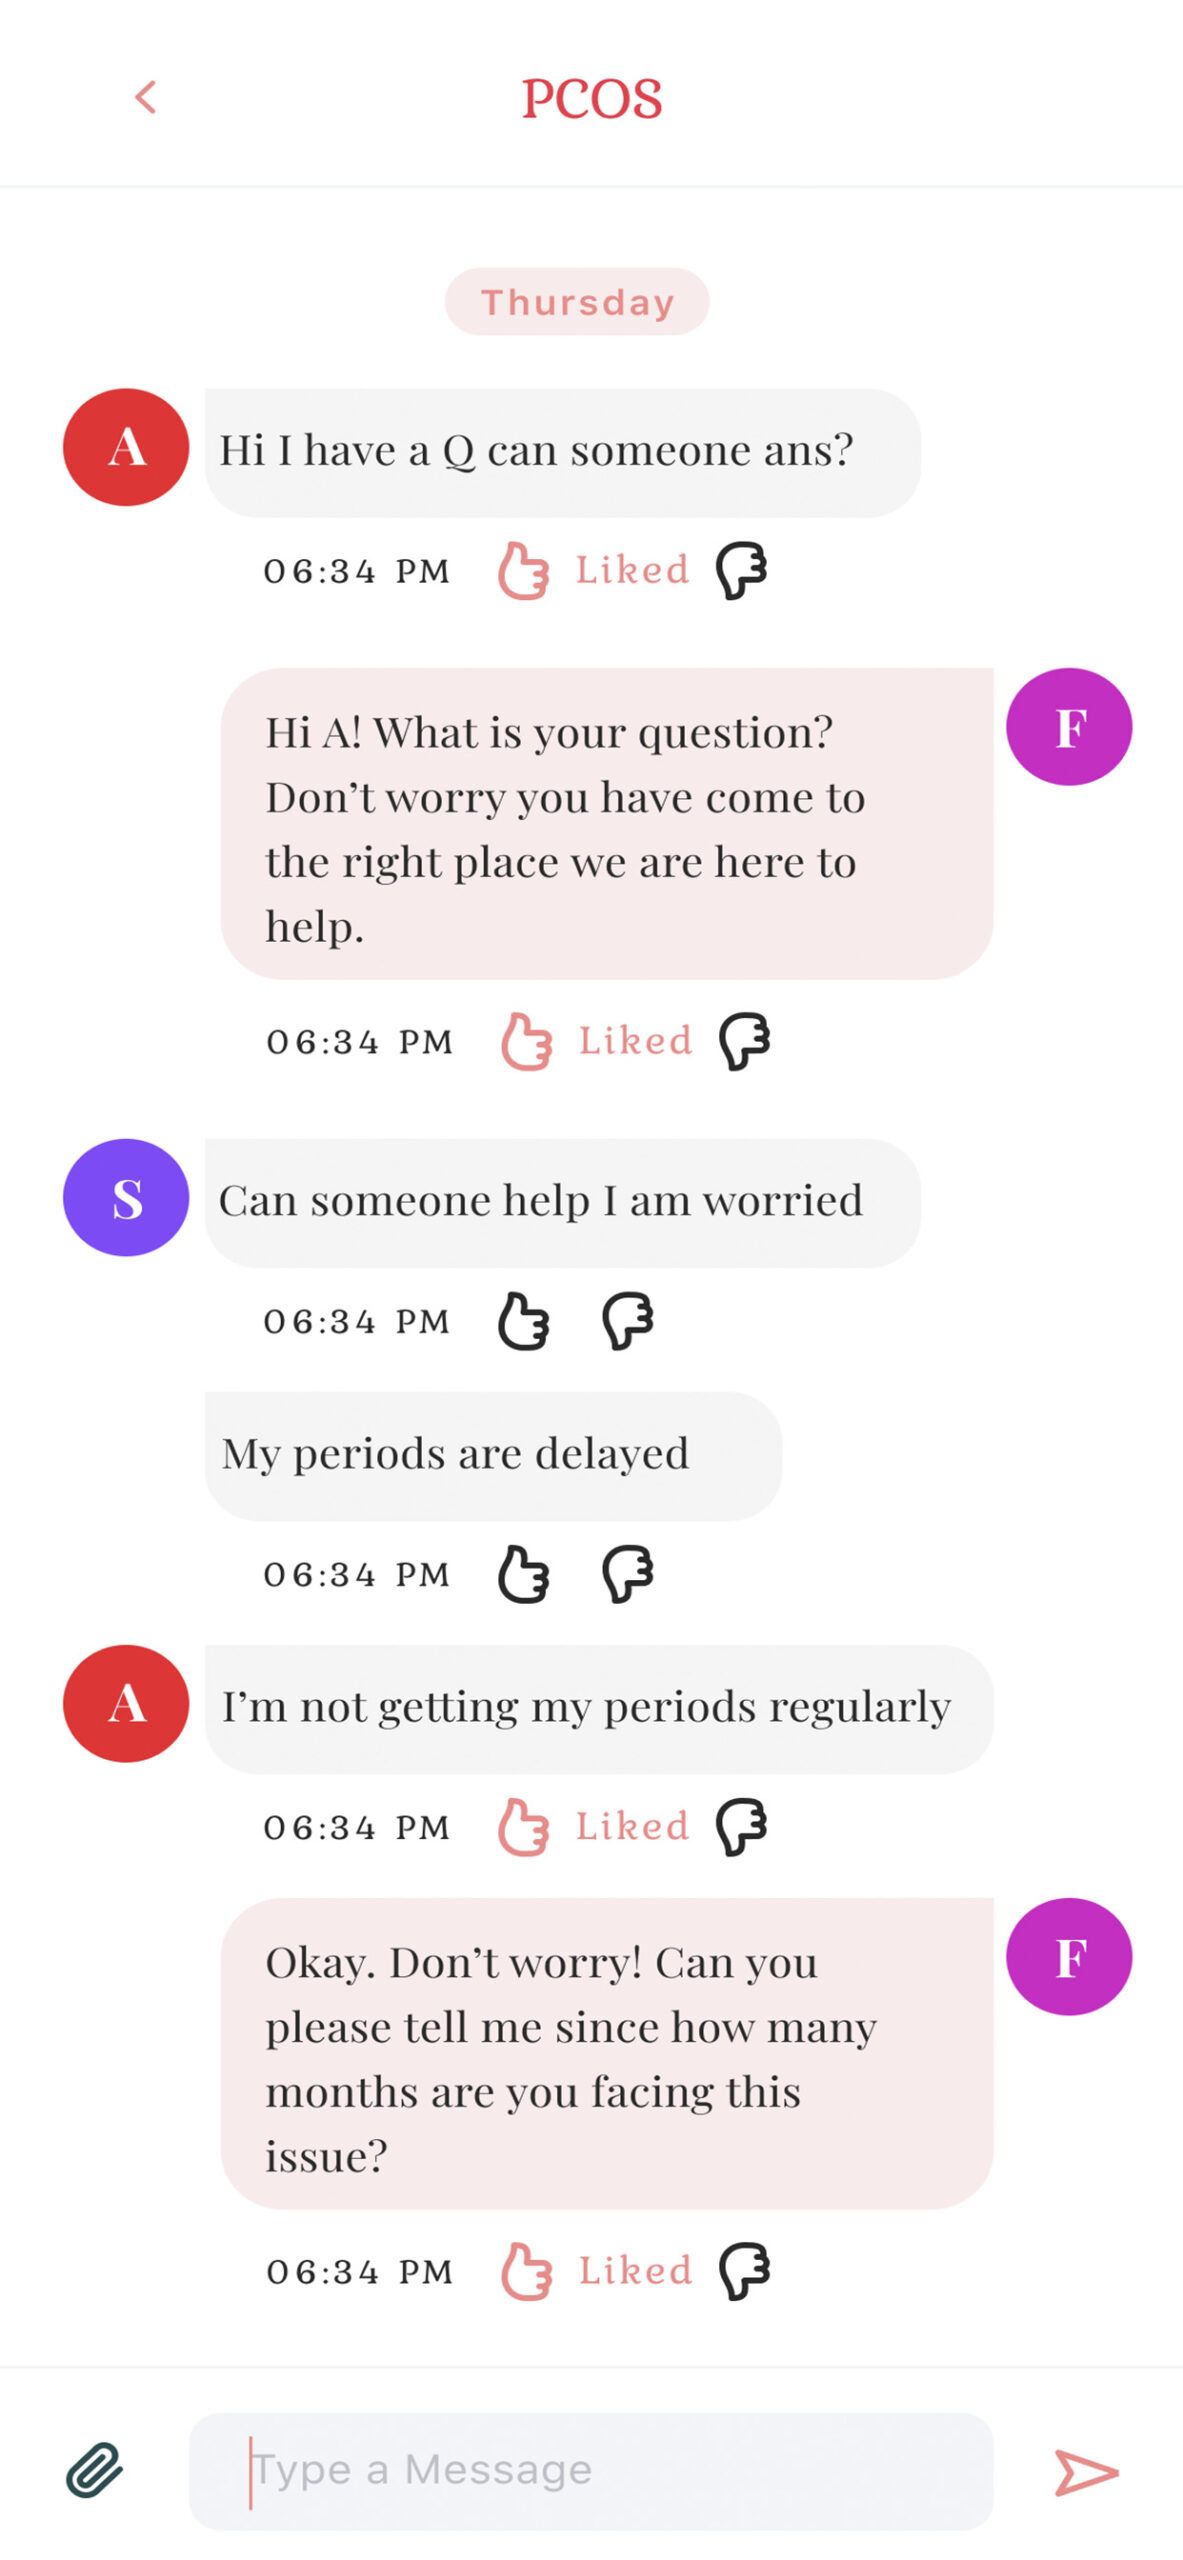 PCOS
Thursday
A
Hi I have a Q can someone ans?
06:34 PM Liked
Hi A! What is your question?
Don’t worry you have come to
the right place we are here to
help.
F
06:34 PM Liked
S
Can someone help I am worried
06:34 PM
My periods are delayed
06:34 PM
A
I’m not getting my periods regularly
06:34 PM Liked
Okay. Don’t worry! Can you
please tell me since how many
months are you facing this
issue?
F
06:34 PM Liked
Type a Message